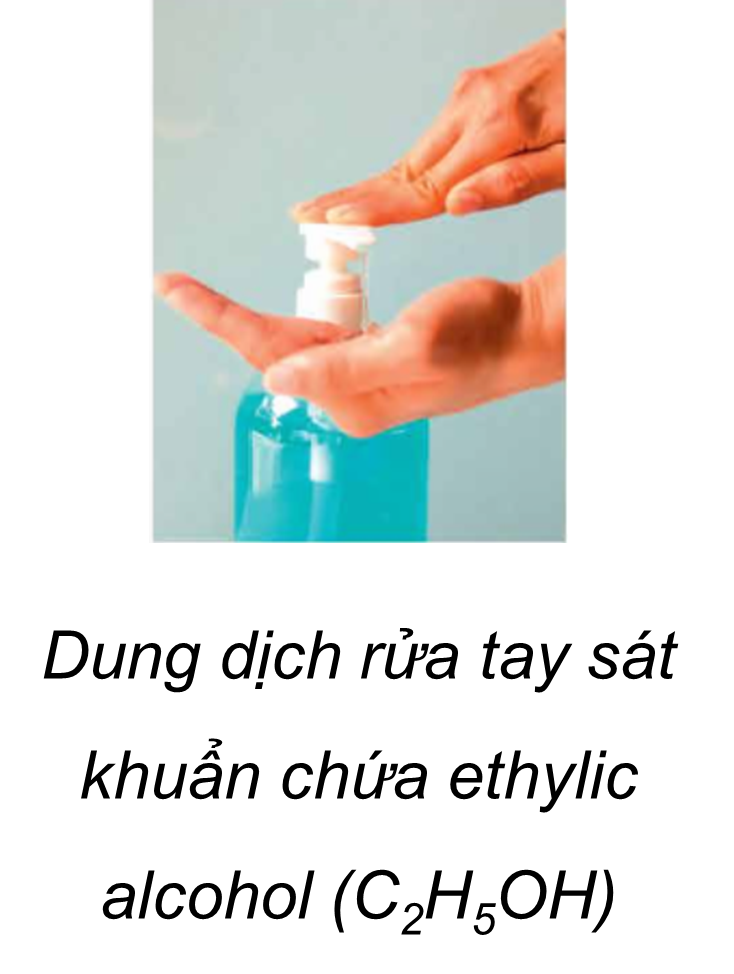 Dung dịch rửa tay sát
khuẩn chứa ethylic
alcohol (C₂H₅OH)